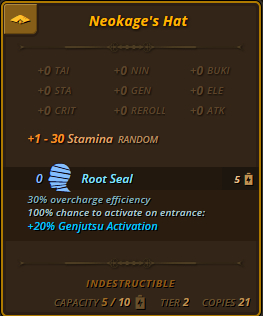 Neokage's Hat
+0 TAI +0 NIN +0 BUKI
+0 STA +0 GEN +0 ELE
+0 CRIT +0 REROLL +0 ATK
+1 - 30 Stamina RANDOM
0 Root Seal 5
30% overcharge efficiency
100% chance to activate on entrance:
+20% Genjutsu Activation
INDESTRUCTIBLE
CAPACITY 5 / 10 TIER 2 COPIES 21